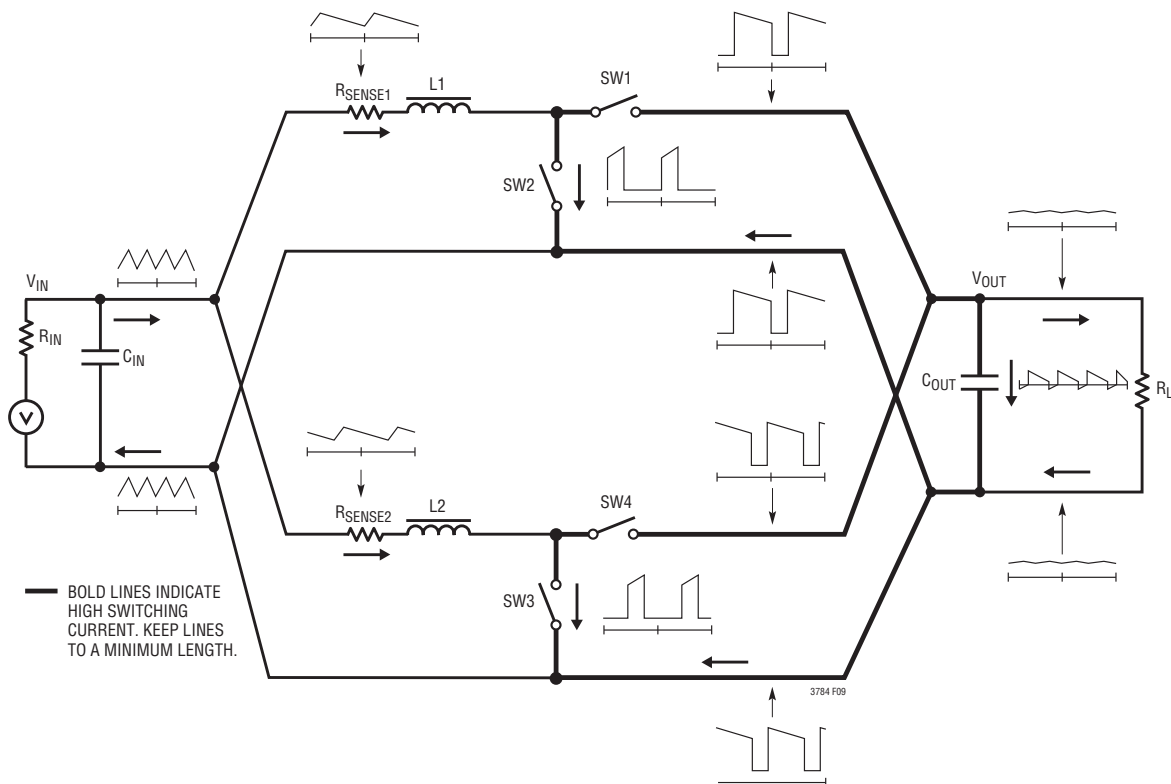 RSENSE1
L1
SW1
SW2
VIN
RIN
CIN
V
VOUT
COUT
RL
RSENSE2
L2
SW4
SW3
BOLD LINES INDICATE
HIGH SWITCHING
CURRENT. KEEP LINES
TO A MINIMUM LENGTH.
3784 F09